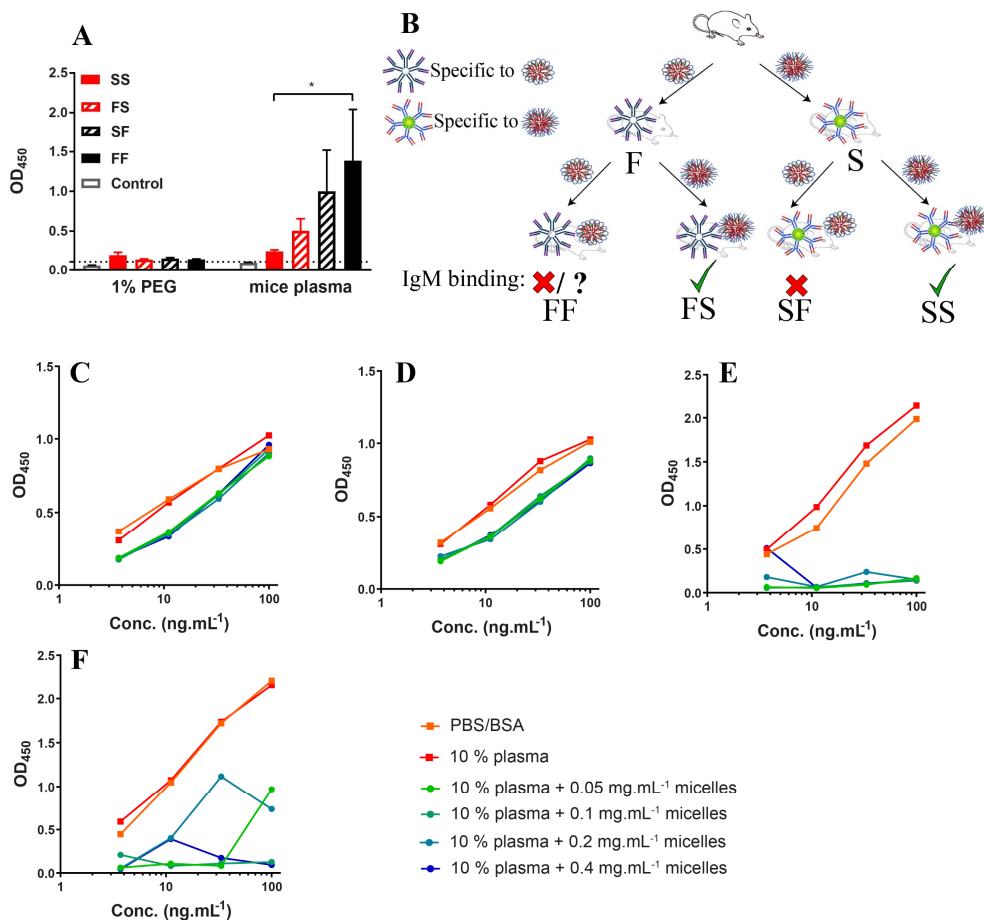 A
2.5
2.0
1.5
1.0
0.5
0.0
OD450
SS
FS
SF
FF
Control
*
1% PEG
mice plasma
B
Specific to
Specific to
F
S
IgM binding:
/ ?
FF
FS
SF
SS
C
1.5
1.0
0.5
0.0
OD450
1
10
100
Conc. (ng.mL-1)
D
1.5
1.0
0.5
0.0
OD450
1
10
100
Conc. (ng.mL-1)
E
2.5
2.0
1.5
1.0
0.5
0.0
OD450
1
10
100
Conc. (ng.mL-1)
F
2.5
2.0
1.5
1.0
0.5
0.0
OD450
1
10
100
Conc. (ng.mL-1)
PBS/BSA
10 % plasma
10 % plasma + 0.05 mg.mL-1 micelles
10 % plasma + 0.1 mg.mL-1 micelles
10 % plasma + 0.2 mg.mL-1 micelles
10 % plasma + 0.4 mg.mL-1 micelles